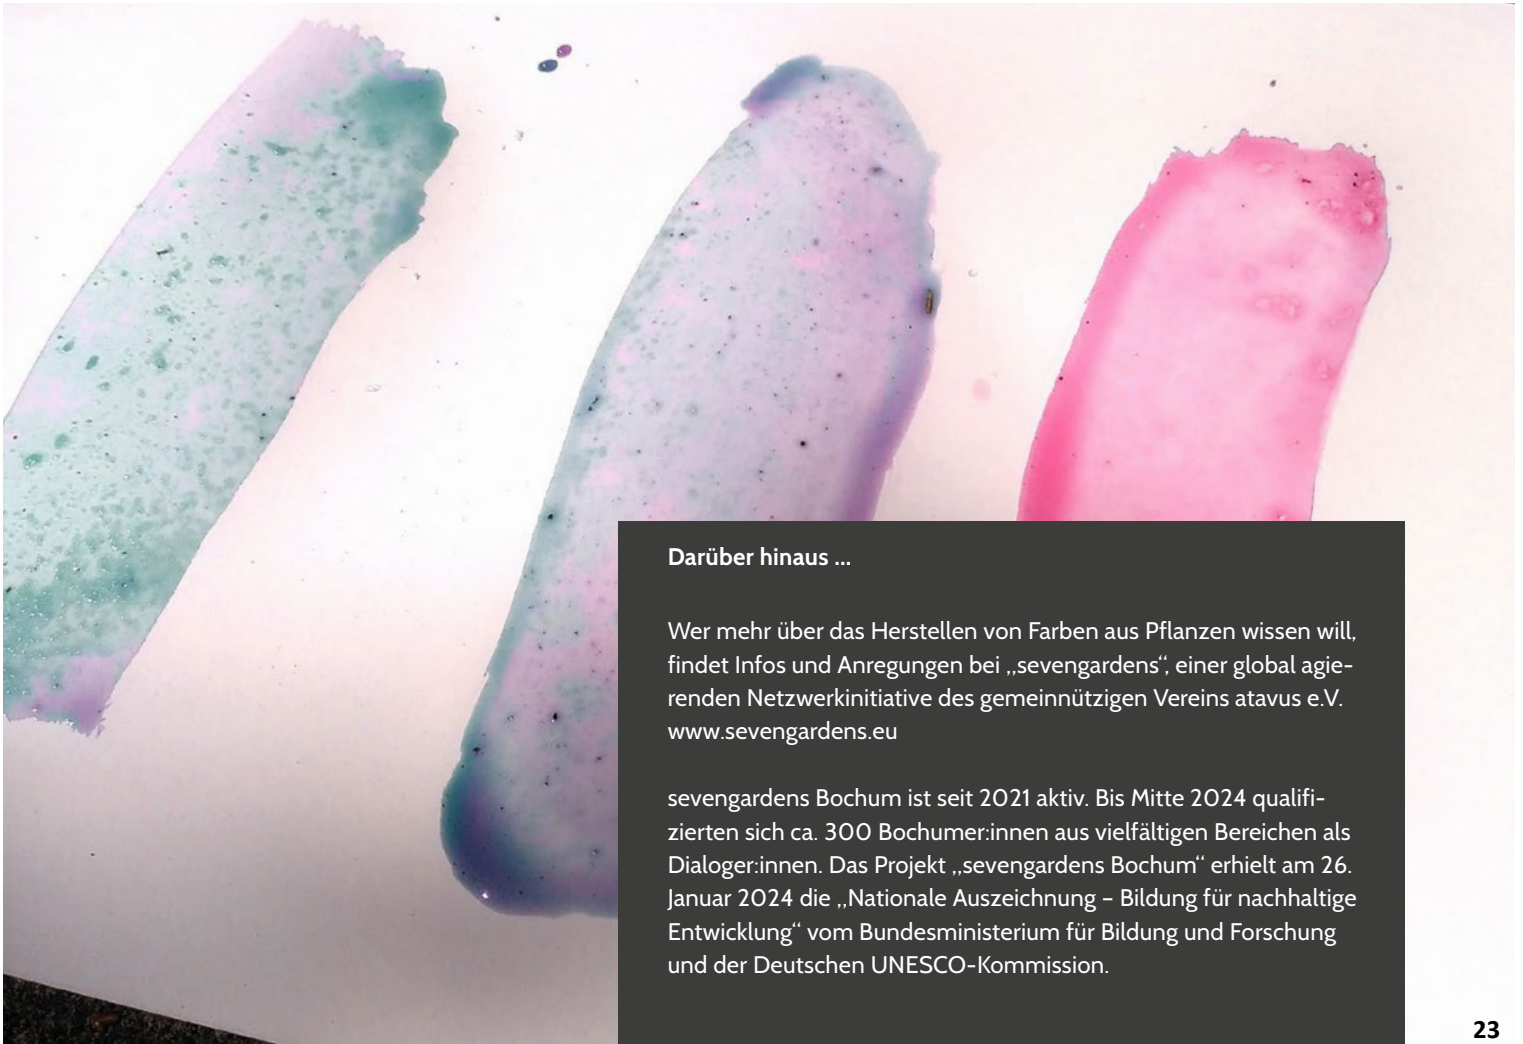 Darüber hinaus ...
Wer mehr über das Herstellen von Farben aus Pflanzen wissen will,
findet Infos und Anregungen bei „sevengardens“, einer global agie-
renden Netzwerkinitiative des gemeinnützigen Vereins atavus e.V.
www.sevengardens.eu
sevengardens Bochum ist seit 2021 aktiv. Bis Mitte 2024 qualifi-
zierten sich ca. 300 Bochumer:innen aus vielfältigen Bereichen als
Dialoger:innen. Das Projekt „sevengardens Bochum“ erhielt am 26.
Januar 2024 die „Nationale Auszeichnung – Bildung für nachhaltige
Entwicklung“ vom Bundesministerium für Bildung und Forschung
und der Deutschen UNESCO-Kommission.
23